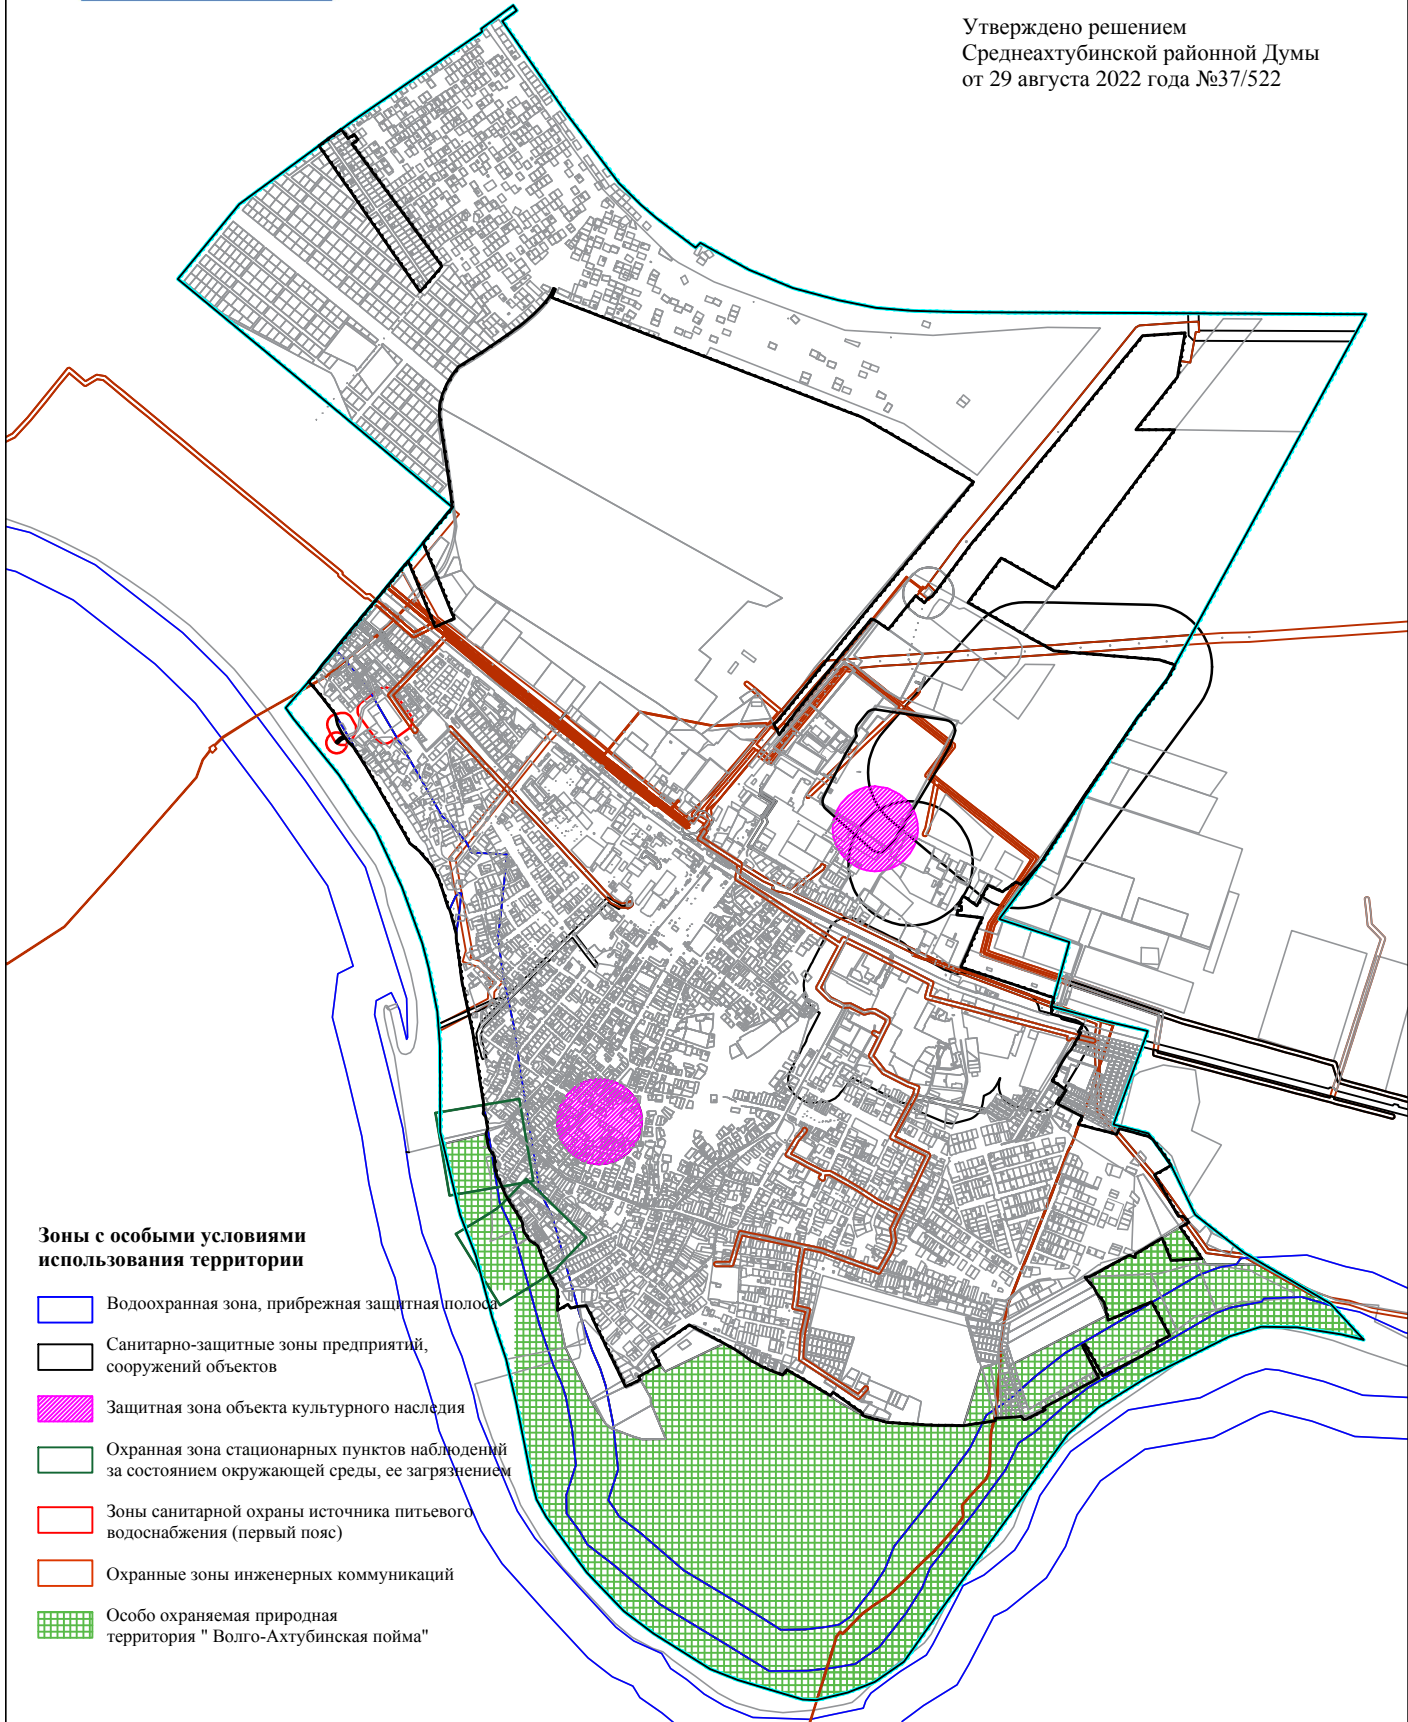 Утверждено решением
Среднеахтубинской районной Думы
от 29 августа 2022 года №37/522
Зоны с особыми условиями
использования территории
Водоохранная зона, прибрежная защитная полоса
Санитарно-защитные зоны предприятий,
сооружений объектов
Защитная зона объекта культурного наследия
Охранная зона стационарных пунктов наблюдений
за состоянием окружающей среды, ее загрязнением
Зоны санитарной охраны источника питьевого
водоснабжения (первый пояс)
Охранные зоны инженерных коммуникаций
Особо охраняемая природная
территория " Волго-Ахтубинская пойма"